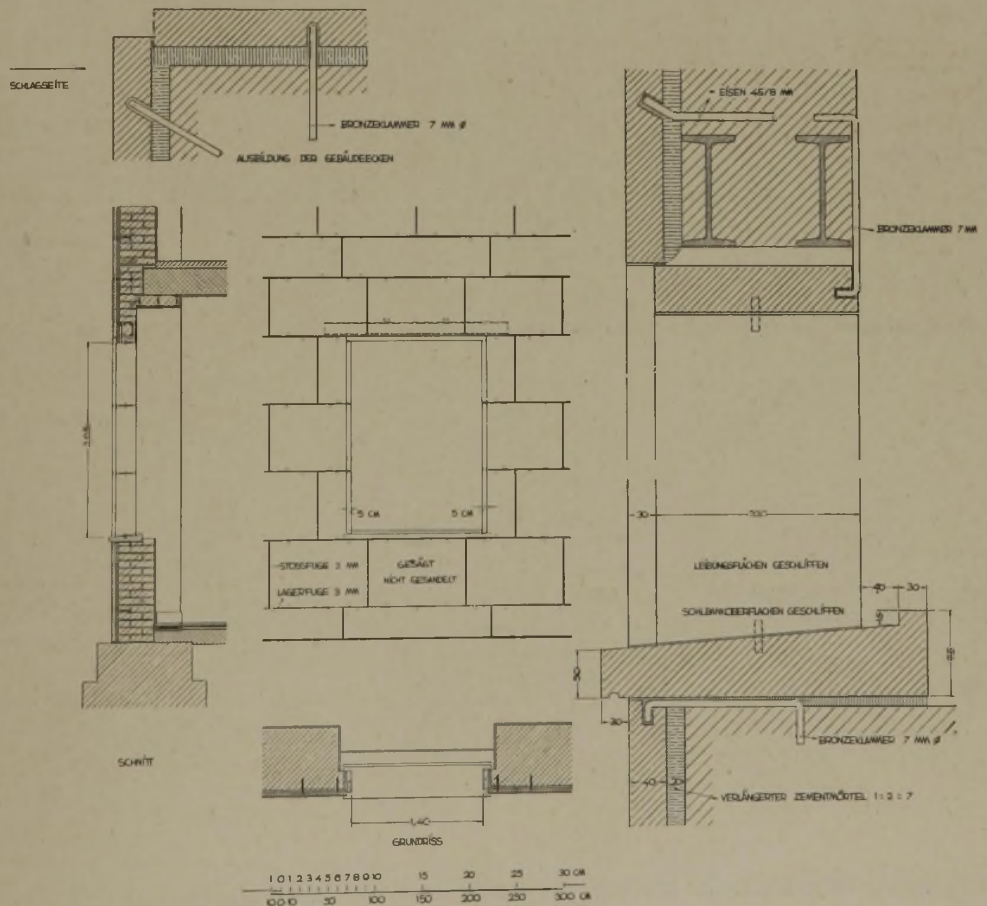 SCHLAGSEITE
BRONZEKLAMMER 7 MM Ø
AUSBILDUNG DER GEBÄUDEECKEN
EISEN 45/8 MM
BRONZEKLAMMER 7 MM
5 CM
5 CM
STOSSFUGE 3 MM
LAGERFUGE 3 MM
GESÄGT
NICHT GESANDELT
30
LEIBUNGSFLÄCHEN GESCHLIFFEN
40
30
SOHLBANKOBERFLÄCHEN GESCHLIFFEN
50
30
BRONZEKLAMMER 7 MM Ø
40
VERLÄNGERTER ZEMENTMÖRTEL 1:2:7
SCHNITT
1,40
GRUNDRISS
1 0 1 2 3 4 5 6 7 8 9 10 15 20 25 30 CM
10 0 10 50 100 150 200 250 300 CM